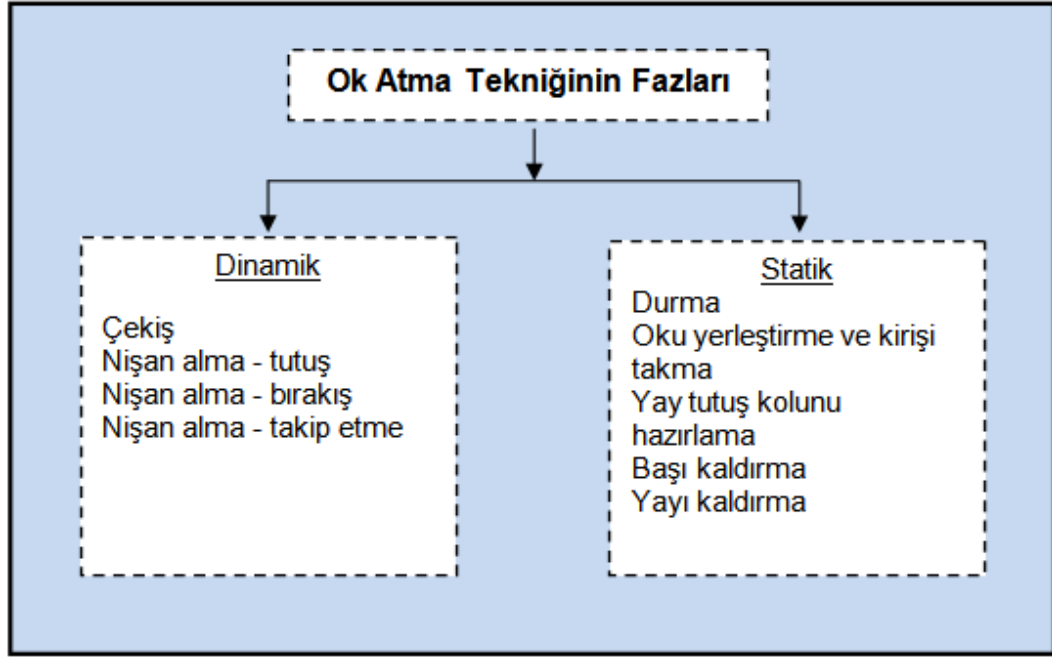 Ok Atma Tekniğinin Fazları
Dinamik
Çekiş
Nişan alma - tutuş
Nişan alma - bırakış
Nişan alma - takip etme
Statik
Durma
Oku yerleştirme ve kirişi
takma
Yay tutuş kolunu
hazırlama
Başı kaldırma
Yayı kaldırma